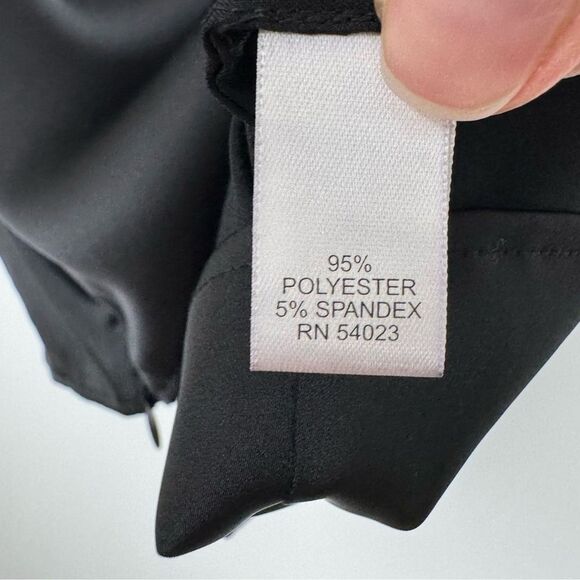 95%
POLYESTER
5% SPANDEX
RN 54023